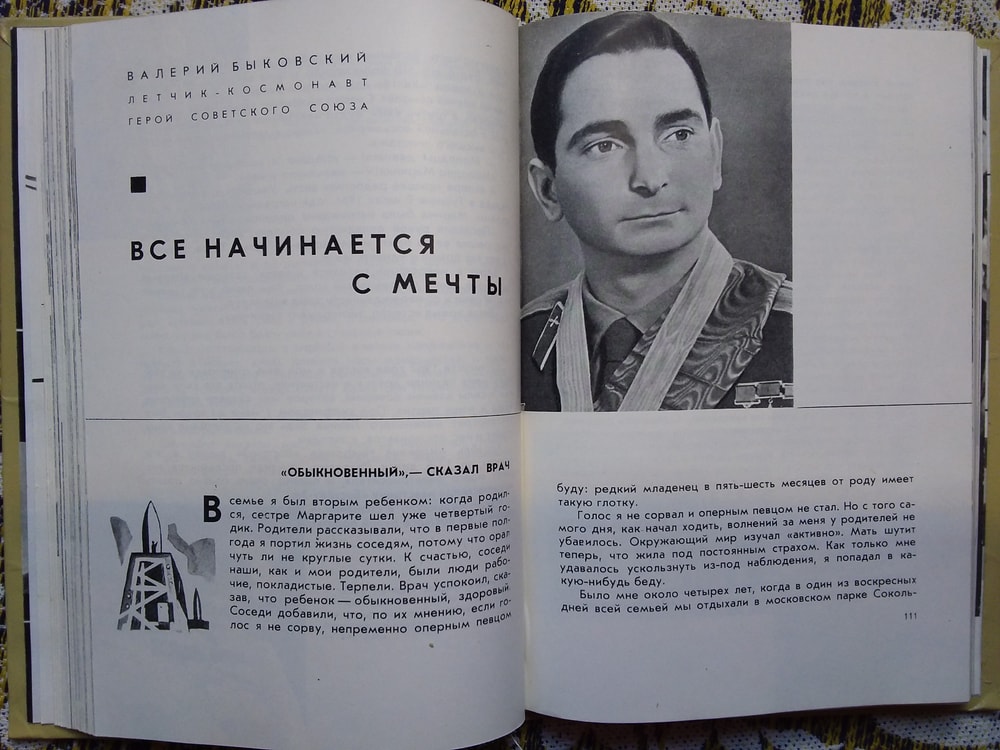 ВАЛЕРИЙ БЫКОВСКИЙ
ЛЕТЧИК-КОСМОНАВТ
ГЕРОЙ СОВЕТСКОГО СОЮЗА
ВСЕ НАЧИНАЕТСЯ
С МЕЧТЫ
«ОБЫКНОВЕННЫЙ»,— СКАЗАЛ ВРАЧ
В семье я был вторым ребенком: когда родил-
ся, сестре Маргарите шел уже четвертый го-
дик. Родители рассказывали, что в первые пол-
года я портил жизнь соседям, потому что орал
чуть ли не круглые сутки. К счастью, соседи
наши, как и мои родители, были люди рабо-
чие, покладистые. Терпели. Врач успокоил, ска-
зав, что ребенок — обыкновенный, здоровый.
Соседи добавили, что, по их мнению, если го-
лос я не сорву, непременно оперным певцом
буду: редкий младенец в пять-шесть месяцев от роду имеет
такую глотку.
Голос я не сорвал и оперным певцом не стал. Но с того са-
мого дня, как начал ходить, волнений за меня у родителей не
убавилось. Окружающий мир изучал «активно». Мать шутит
теперь, что жила под постоянным страхом. Как только мне
удавалось ускользнуть из-под наблюдения, я попадал в ка-
кую-нибудь беду.
Было мне около четырех лет, когда в один из воскресных
дней всей семьей мы отдыхали в московском парке Соколь-
111